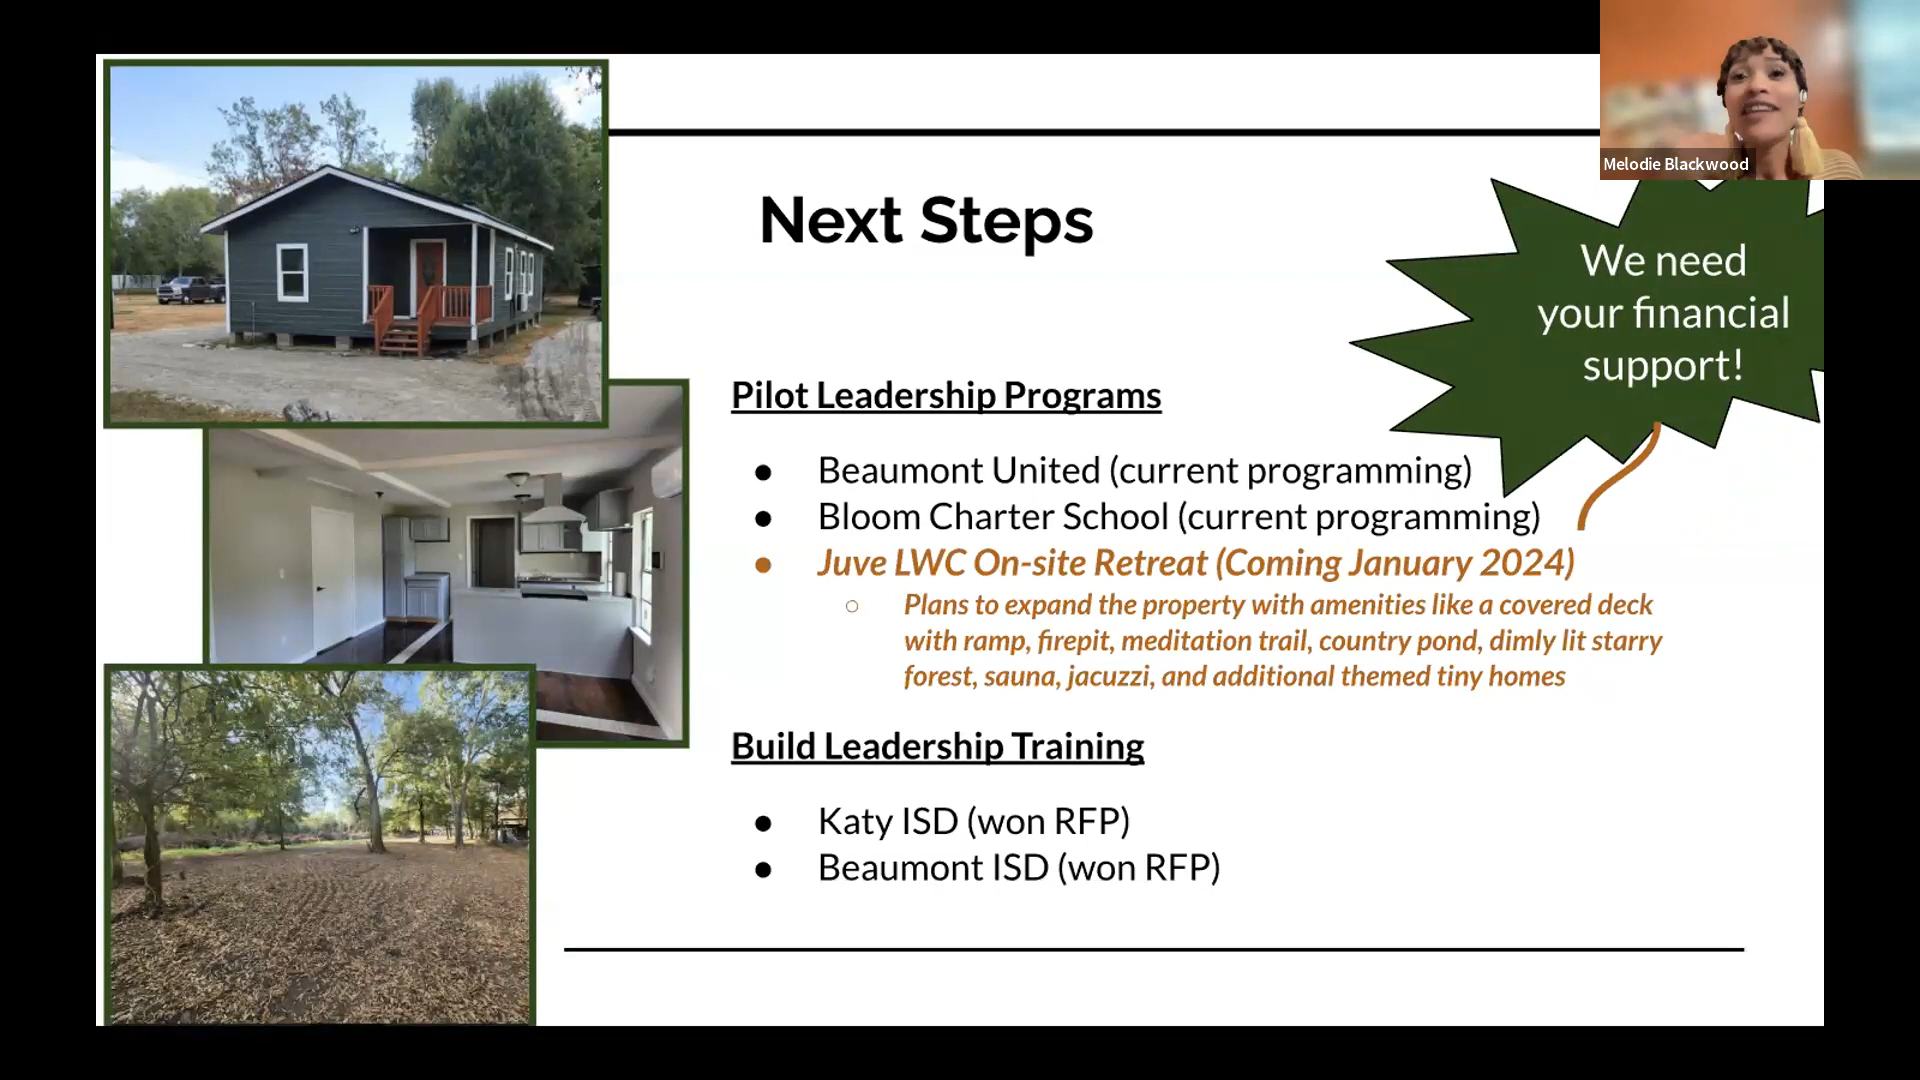 Melodie Blackwood
Next Steps
We need
your financial
support!
Pilot Leadership Programs
● Beaumont United (current programming)
● Bloom Charter School (current programming)
● Juve LWC On-site Retreat (Coming January 2024)
○ Plans to expand the property with amenities like a covered deck
with ramp, firepit, meditation trail, country pond, dimly lit starry
forest, sauna, jacuzzi, and additional themed tiny homes
Build Leadership Training
● Katy ISD (won RFP)
● Beaumont ISD (won RFP)